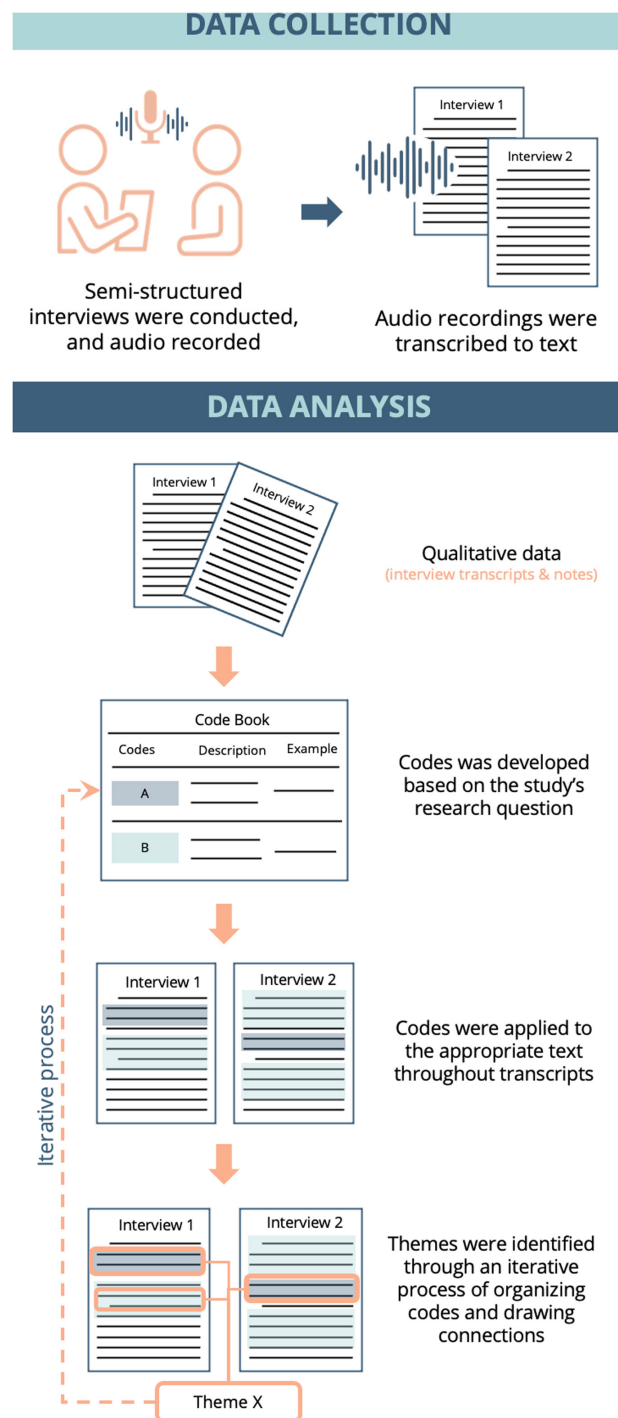 DATA COLLECTION
Interview 1
Interview 2
Semi-structured
interviews were conducted,
and audio recorded
Audio recordings were
transcribed to text
DATA ANALYSIS
Interview 1
Interview 2
Qualitative data
(interview transcripts & notes)
Code Book
Codes Description Example
A
B
Codes was developed
based on the study’s
research question
Interview 1
Interview 2
Codes were applied to
the appropriate text
throughout transcripts
Iterative process
Interview 1
Interview 2
Themes were identified
through an iterative
process of organizing
codes and drawing
connections
Theme X